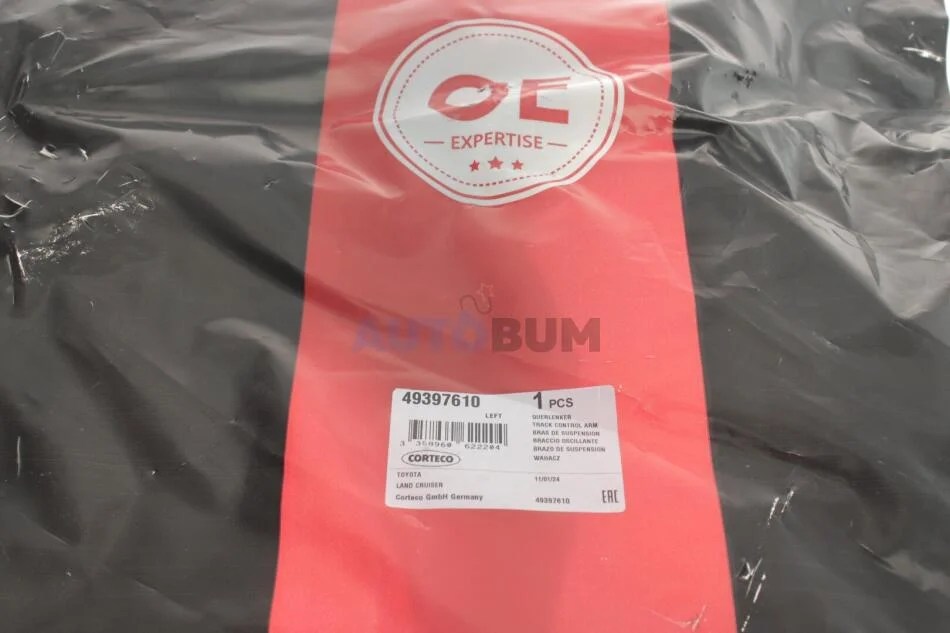 OE
EXPERTISE
AUTOBUM
49397610
1 PCS
LEFT
QUERLENKER
TRACK CONTROL ARM
BRAS DE SUSPENSION
BRACCIO OSCILLANTE
BRAZO DE SUSPENSION
WAHACZ
3 358960 622204
CORTECO
TOYOTA
11/01/24
LAND CRUISER
Corteco GmbH Germany
49397610
EAC